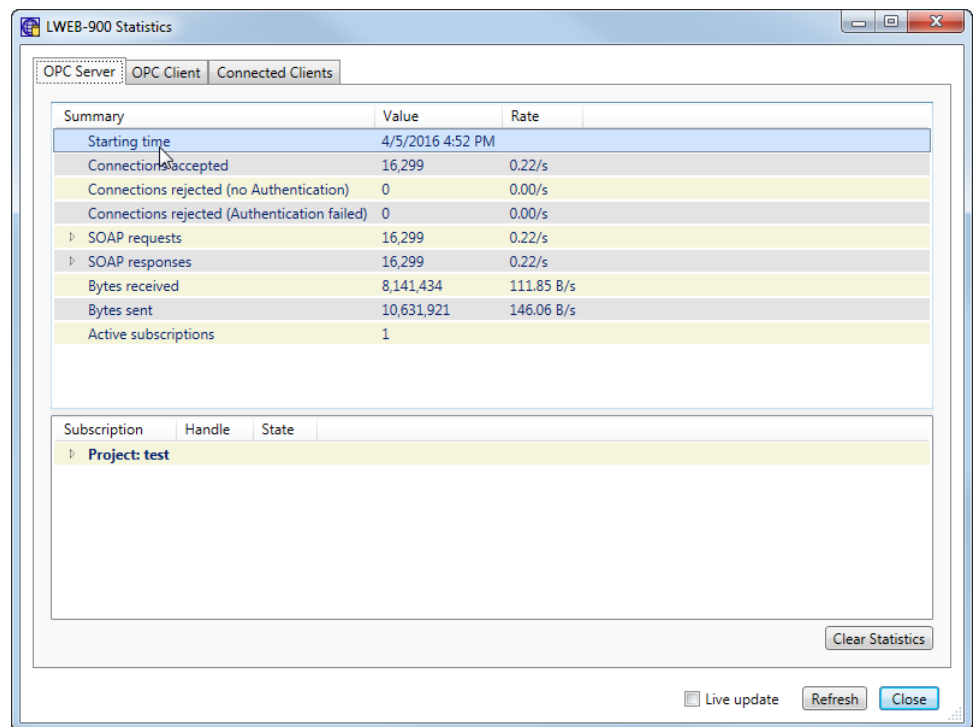 LWEB-900 Statistics
OPC Server OPC Client Connected Clients
Summary Value Rate
Starting time 4/5/2016 4:52 PM
Connections accepted 16,299 0.22/s
Connections rejected (no Authentication) 0 0.00/s
Connections rejected (Authentication failed) 0 0.00/s
SOAP requests 16,299 0.22/s
SOAP responses 16,299 0.22/s
Bytes received 8,141,434 111.85 B/s
Bytes sent 10,631,921 146.06 B/s
Active subscriptions 1
Subscription Handle State
Project: test
Clear Statistics
Live update Refresh Close